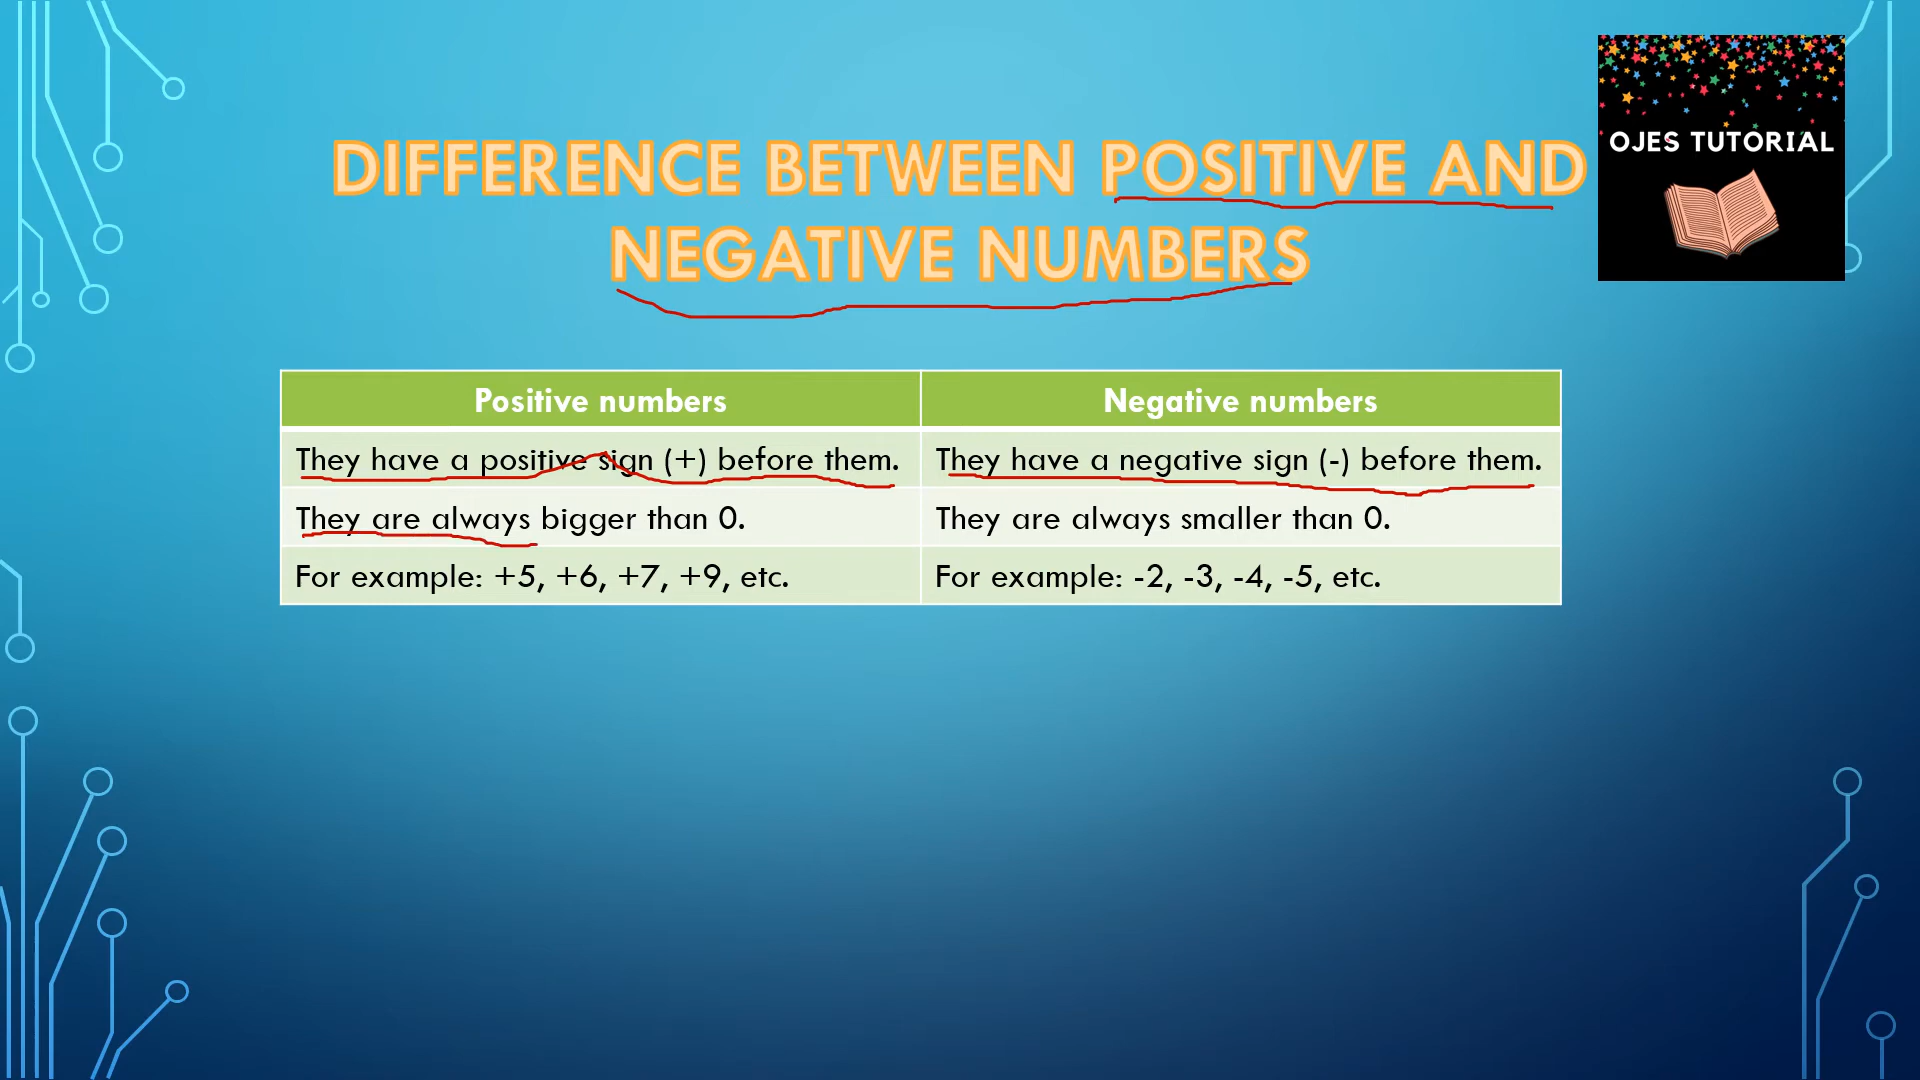 DIFFERENCE BETWEEN POSITIVE AND
NEGATIVE NUMBERS
OJES TUTORIAL
Positive numbers
Negative numbers
They have a positive sign (+) before them.
They have a negative sign (-) before them.
They are always bigger than 0.
They are always smaller than 0.
For example: +5, +6, +7, +9, etc.
For example: -2, -3, -4, -5, etc.